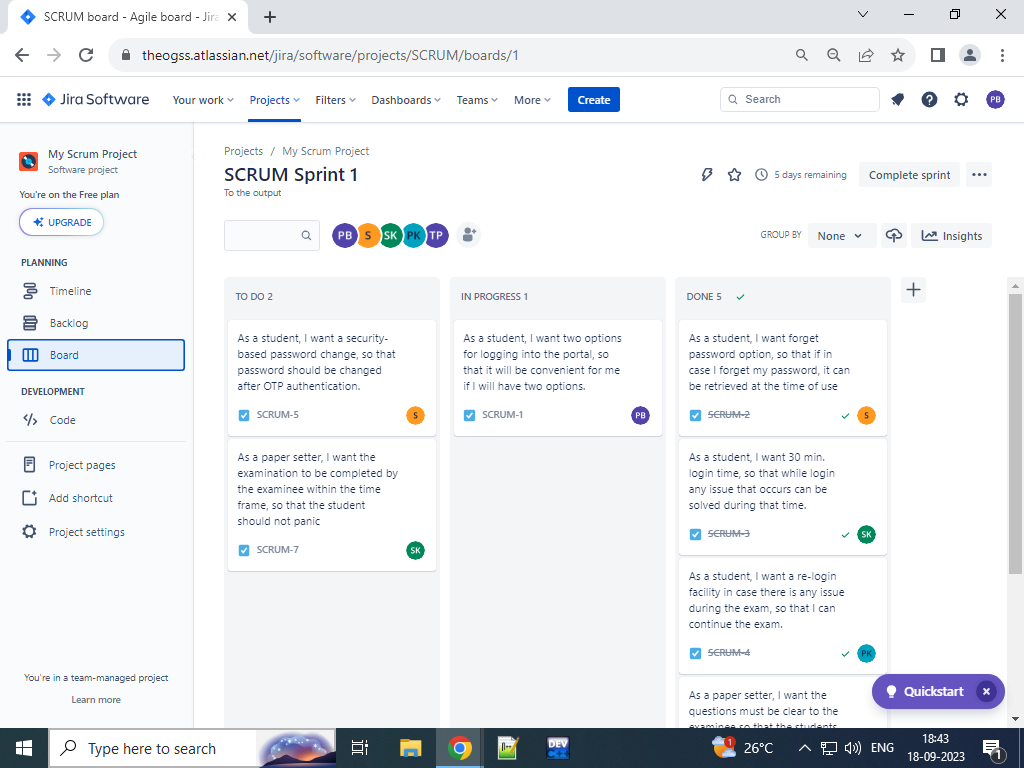 SCRUM board - Agile board - Jira
theogss.atlassian.net/jira/software/projects/SCRUM/boards/1
Jira Software
Your work
Projects
Filters
Dashboards
Teams
More
Create
Search
PB
My Scrum Project
Software project
You're on the Free plan
UPGRADE
PLANNING
Timeline
Backlog
Board
DEVELOPMENT
Code
Project pages
Add shortcut
Project settings
You're in a team-managed project
Learn more
Projects / My Scrum Project
SCRUM Sprint 1
To the output
5 days remaining
Complete sprint
PB S SK PK TP
GROUP BY
None
Insights
TO DO 2
As a student, I want a security-
based password change, so that
password should be changed
after OTP authentication.
SCRUM-5
S
As a paper setter, I want the
examination to be completed by
the examinee within the time
frame, so that the student
should not panic
SCRUM-7
SK
IN PROGRESS 1
As a student, I want two options
for logging into the portal, so
that it will be convenient for me
if I will have two options.
SCRUM-1
PB
DONE 5
As a student, I want forget
password option, so that if in
case I forget my password, it can
be retrieved at the time of use
SCRUM-2
S
As a student, I want 30 min.
login time, so that while login
any issue that occurs can be
solved during that time.
SCRUM-3
SK
As a student, I want a re-login
facility in case there is any issue
during the exam, so that I can
continue the exam.
SCRUM-4
PK
As a paper setter, I want the
questions must be clear to the
examinee so that the students
Quickstart
Type here to search
DEV
1
26°C
ENG
18:43
18-09-2023
1